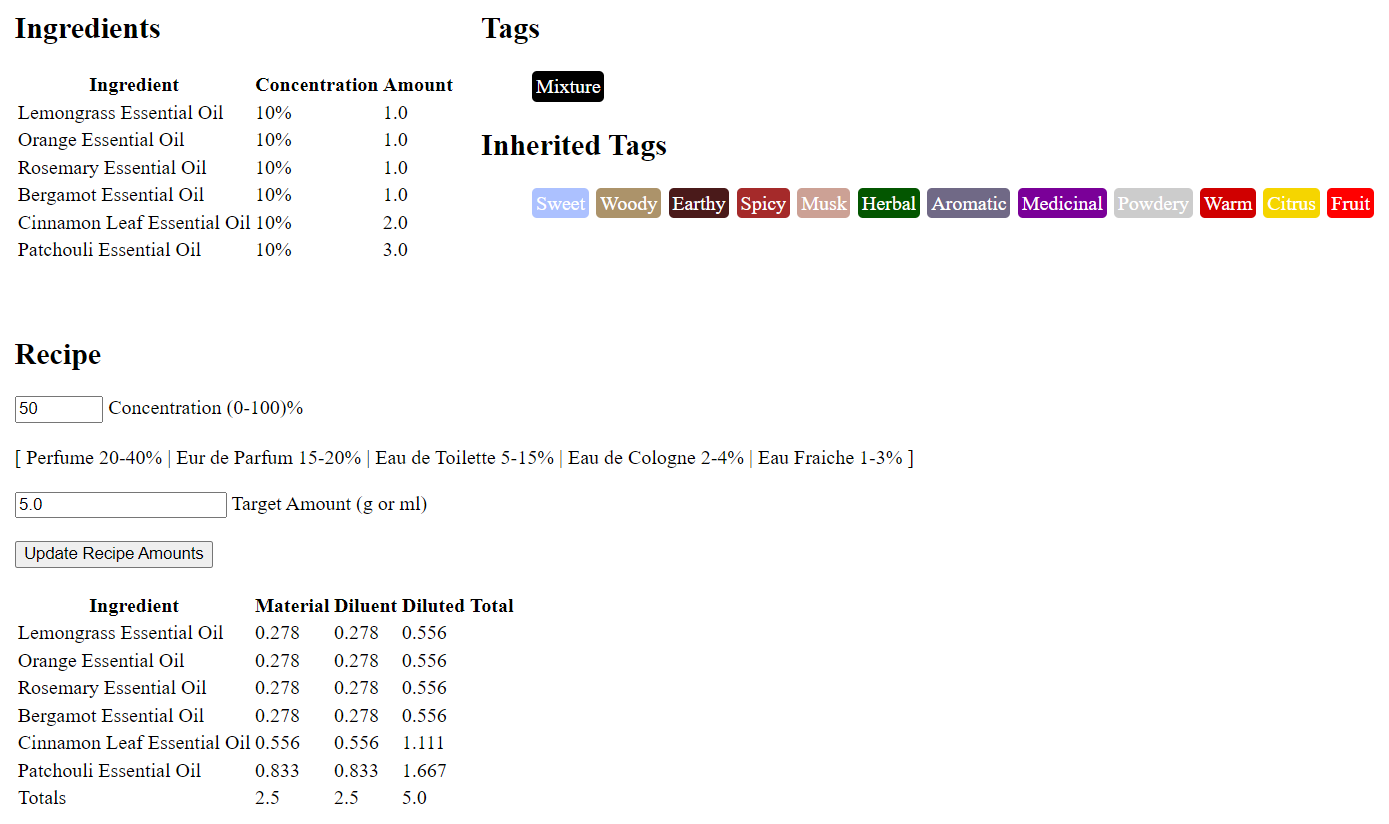 Ingredients
Ingredient Concentration Amount
Lemongrass Essential Oil 10% 1.0
Orange Essential Oil 10% 1.0
Rosemary Essential Oil 10% 1.0
Bergamot Essential Oil 10% 1.0
Cinnamon Leaf Essential Oil 10% 2.0
Patchouli Essential Oil 10% 3.0
Tags
Mixture
Inherited Tags
Sweet Woody Earthy Spicy Musk Herbal Aromatic Medicinal Powdery Warm Citrus Fruit
Recipe
50 Concentration (0-100)%
[ Perfume 20-40% | Eur de Parfum 15-20% | Eau de Toilette 5-15% | Eau de Cologne 2-4% | Eau Fraiche 1-3% ]
5.0 Target Amount (g or ml)
Update Recipe Amounts
Ingredient Material Diluent Diluted Total
Lemongrass Essential Oil 0.278 0.278 0.556
Orange Essential Oil 0.278 0.278 0.556
Rosemary Essential Oil 0.278 0.278 0.556
Bergamot Essential Oil 0.278 0.278 0.556
Cinnamon Leaf Essential Oil 0.556 0.556 1.111
Patchouli Essential Oil 0.833 0.833 1.667
Totals 2.5 2.5 5.0